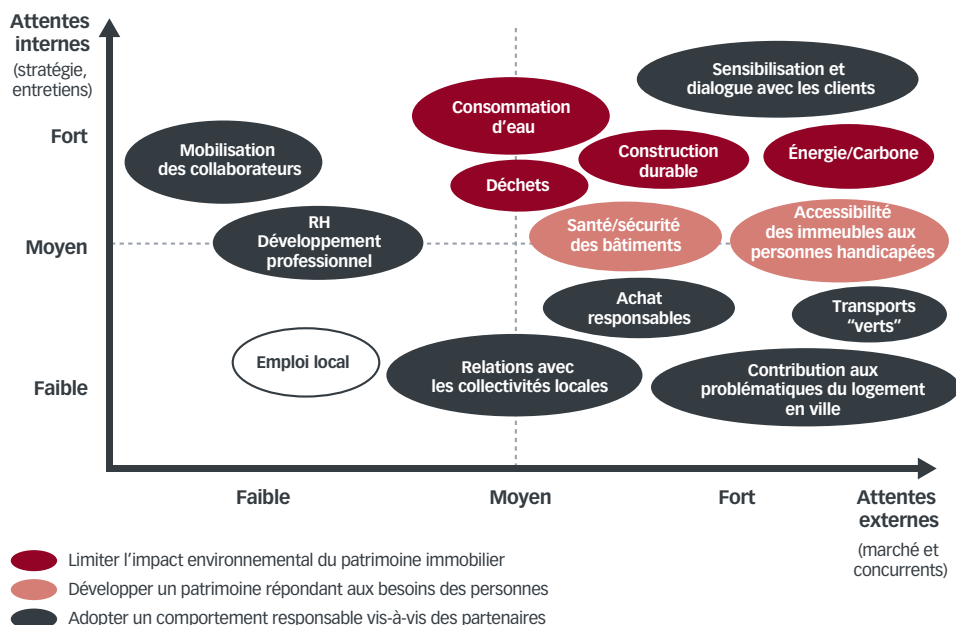 Attentes
internes
(stratégie,
entretiens)
Sensibilisation et
dialogue avec les clients
Consommation
d'eau
Fort
Mobilisation
des collaborateurs
Construction
durable
Énergie/Carbone
Déchets
Accessibilité
des immeubles aux
personnes handicapées
Santé/sécurité
des bâtiments
RH
Développement
professionnel
Moyen
Achat
responsables
Transports
“verts”
Emploi local
Relations avec
les collectivités locales
Contribution aux
problématiques du logement
en ville
Faible
Faible
Moyen
Fort
Attentes
externes
(marché et
concurrents)
Limiter l'impact environnemental du patrimoine immobilier
Développer un patrimoine répondant aux besoins des personnes
Adopter un comportement responsable vis-à-vis des partenaires